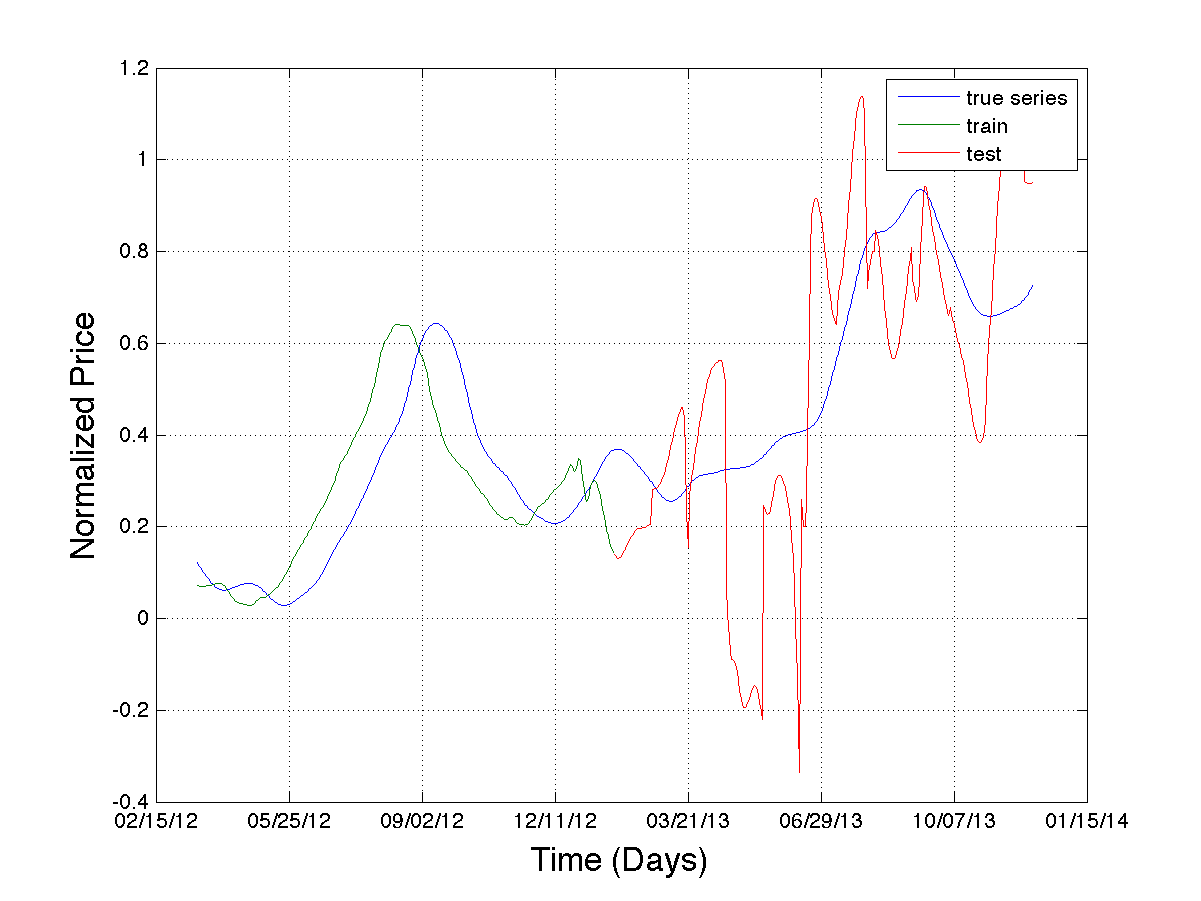 1.2
1
0.8
0.6
0.4
0.2
0
-0.2
-0.4
Normalized Price
true series
train
test
02/15/12 05/25/12 09/02/12 12/11/12 03/21/13 06/29/13 10/07/13 01/15/14
Time (Days)